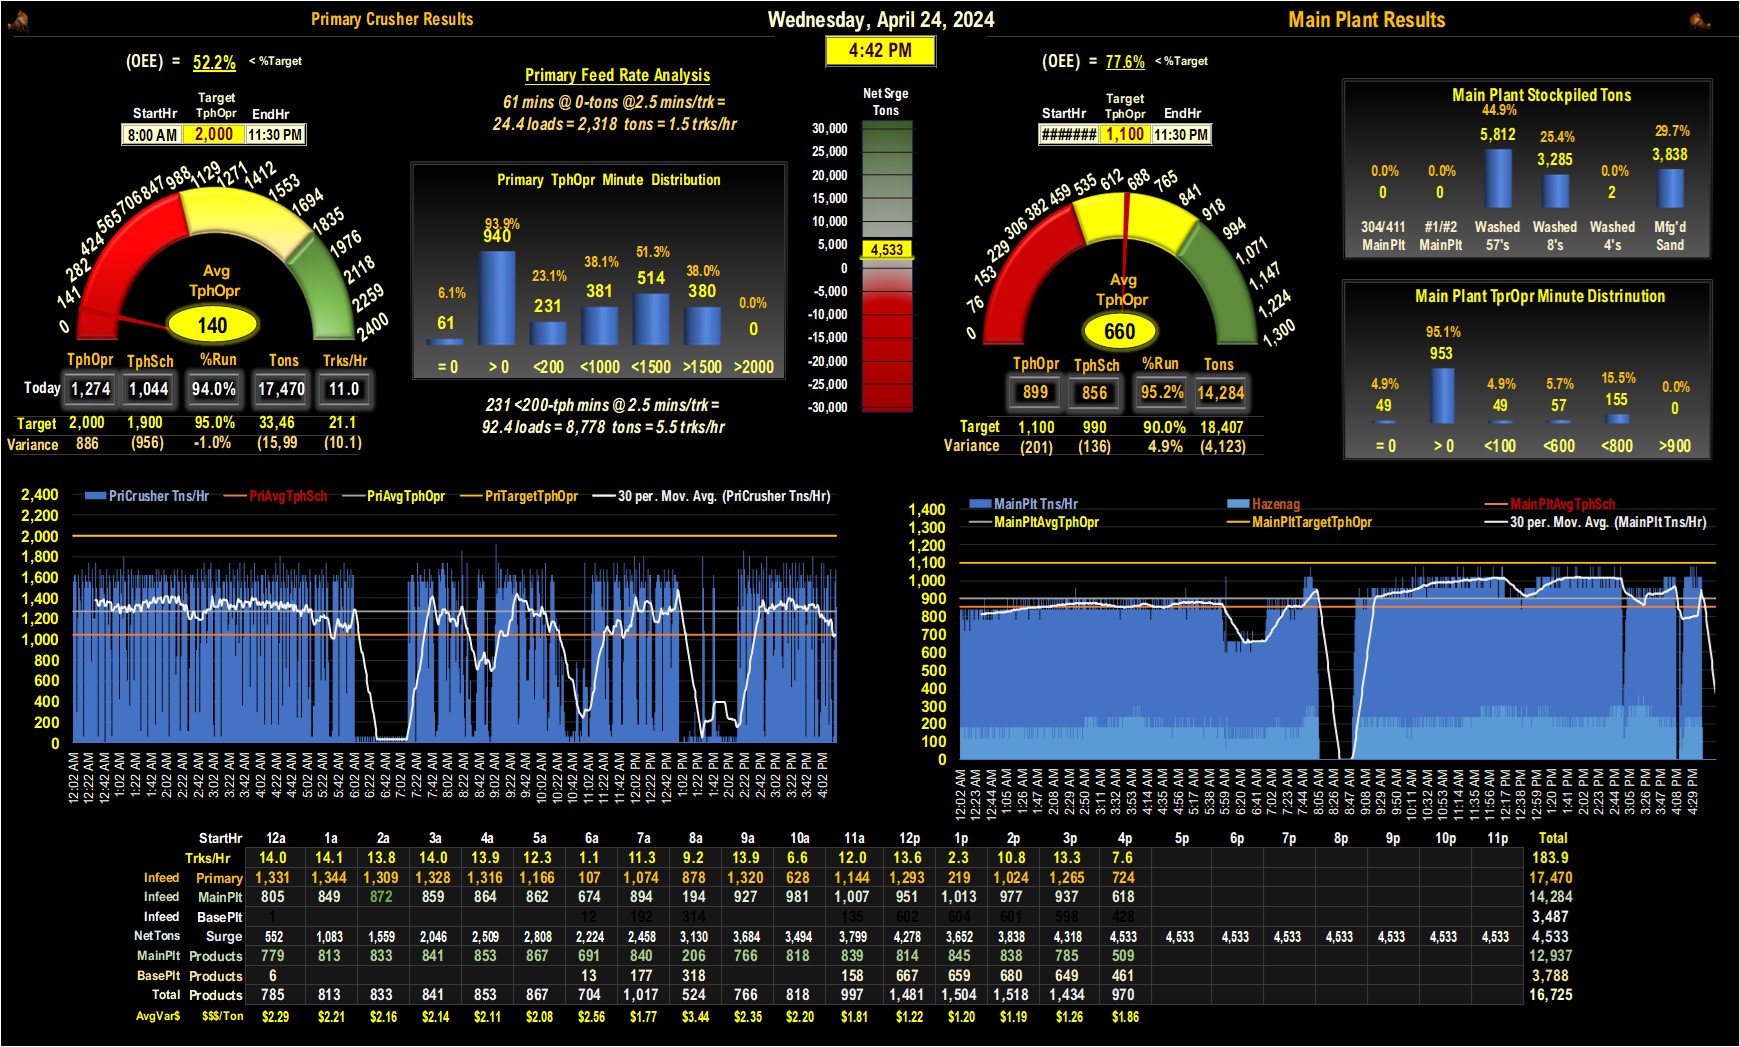 Primary Crusher Results
Wednesday, April 24, 2024
Main Plant Results
4:42 PM
(OEE) = 52.2% < %Target
StartHr Target TphOpr EndHr
8:00 AM 2,000 11:30 PM
0 141 282 424 565 706 847 988 1129 1271 1412 1553 1694 1835 1976 2118 2259 2400
Avg
TphOpr
140
TphOpr TphSch %Run Tons Trks/Hr
Today 1,274 1,044 94.0% 17,470 11.0
Target 2,000 1,900 95.0% 33,46 21.1
Variance 886 (956) -1.0% (15,99 (10.1)
Primary Feed Rate Analysis
61 mins @ 0-tons @2.5 mins/trk =
24.4 loads = 2,318 tons = 1.5 trks/hr
Primary TphOpr Minute Distribution
6.1% 93.9% 23.1% 38.1% 51.3% 38.0% 0.0%
61 940 231 381 514 380 0
= 0 > 0 <200 <1000 <1500 >1500 >2000
231 <200-tph mins @ 2.5 mins/trk =
92.4 loads = 8,778 tons = 5.5 trks/hr
Net Srge
Tons
30,000
25,000
20,000
15,000
10,000
5,000
4,533
0
-5,000
-10,000
-15,000
-20,000
-25,000
-30,000
(OEE) = 77.6% < %Target
StartHr Target TphOpr EndHr
####### 1,100 11:30 PM
0 76 153 229 306 382 459 535 612 688 765 841 918 994 1,071 1,147 1,224 1,300
Avg
TphOpr
660
TphOpr TphSch %Run Tons
899 856 95.2% 14,284
Target 1,100 990 90.0% 18,407
Variance (201) (136) 4.9% (4,123)
Main Plant Stockpiled Tons
0.0% 0.0% 44.9% 25.4% 0.0% 29.7%
0 0 5,812 3,285 2 3,838
304/411 #1/#2 Washed Washed Washed Mfg'd
MainPlt MainPlt 57's 8's 4's Sand
Main Plant TprOpr Minute Distrinution
4.9% 95.1% 4.9% 5.7% 15.5% 0.0%
49 953 49 57 155 0
= 0 > 0 <100 <600 <800 >900
PriCrusher Tns/Hr PriAvgTphSch PriAvgTphOpr PriTargetTphOpr 30 per. Mov. Avg. (PriCrusher Tns/Hr)
2,400
2,200
2,000
1,800
1,600
1,400
1,200
1,000
800
600
400
200
0
12:02 AM 12:22 AM 12:42 AM 1:02 AM 1:22 AM 1:42 AM 2:02 AM 2:22 AM 2:42 AM 3:02 AM 3:22 AM 3:42 AM 4:02 AM 4:22 AM 4:42 AM 5:02 AM 5:22 AM 5:42 AM 6:02 AM 6:22 AM 6:42 AM 7:02 AM 7:22 AM 7:42 AM 8:02 AM 8:22 AM 8:42 AM 9:02 AM 9:22 AM 9:42 AM 10:02 AM 10:22 AM 10:42 AM 11:02 AM 11:22 AM 11:42 AM 12:02 PM 12:22 PM 12:42 PM 1:02 PM 1:22 PM 1:42 PM 2:02 PM 2:22 PM 2:42 PM 3:02 PM 3:22 PM 3:42 PM 4:02 PM
MainPlt Tns/Hr Hazenag MainPltAvgTphSch
MainPltAvgTphOpr MainPltTargetTphOpr 30 per. Mov. Avg. (MainPlt Tns/Hr)
1,400
1,300
1,200
1,100
1,000
900
800
700
600
500
400
300
200
100
0
12:02 AM 12:23 AM 12:44 AM 1:05 AM 1:26 AM 1:47 AM 2:08 AM 2:29 AM 2:50 AM 3:11 AM 3:32 AM 3:53 AM 4:14 AM 4:35 AM 4:56 AM 5:17 AM 5:38 AM 5:59 AM 6:20 AM 6:41 AM 7:02 AM 7:23 AM 7:44 AM 8:05 AM 8:26 AM 8:47 AM 9:08 AM 9:29 AM 9:50 AM 10:11 AM 10:32 AM 10:53 AM 11:14 AM 11:35 AM 11:56 AM 12:17 PM 12:38 PM 12:59 PM 1:20 PM 1:41 PM 2:02 PM 2:23 PM 2:44 PM 3:05 PM 3:26 PM 3:47 PM 4:08 PM 4:29 PM
StartHr 12a 1a 2a 3a 4a 5a 6a 7a 8a 9a 10a 11a 12p 1p 2p 3p 4p 5p 6p 7p 8p 9p 10p 11p Total
Trks/Hr 14.0 14.1 13.8 14.0 13.9 12.3 1.1 11.3 9.2 13.9 6.6 12.0 13.6 2.3 10.8 13.3 7.6 183.9
Infeed Primary 1,331 1,344 1,309 1,328 1,316 1,166 107 1,074 878 1,320 628 1,144 1,293 219 1,024 1,265 724 17,470
Infeed MainPlt 805 849 872 859 864 862 674 894 194 927 981 1,007 951 1,013 977 937 618 14,284
Infeed BasePlt 1 12 192 314 135 602 604 601 598 428 3,487
NetTons Surge 552 1,083 1,559 2,046 2,509 2,808 2,224 2,458 3,130 3,684 3,494 3,799 4,278 3,652 3,838 4,318 4,533 4,533 4,533 4,533 4,533 4,533 4,533 4,533 4,533
MainPlt Products 779 813 833 841 853 867 691 840 206 766 818 839 814 845 838 785 509 12,937
BasePlt Products 6 13 177 318 158 667 659 680 649 461 3,788
Total Products 785 813 833 841 853 867 704 1,017 524 766 818 997 1,481 1,504 1,518 1,434 970 16,725
AvgVar$ $$$/Ton $2.29 $2.21 $2.16 $2.14 $2.11 $2.08 $2.56 $1.77 $3.44 $2.35 $2.20 $1.81 $1.22 $1.20 $1.19 $1.26 $1.86